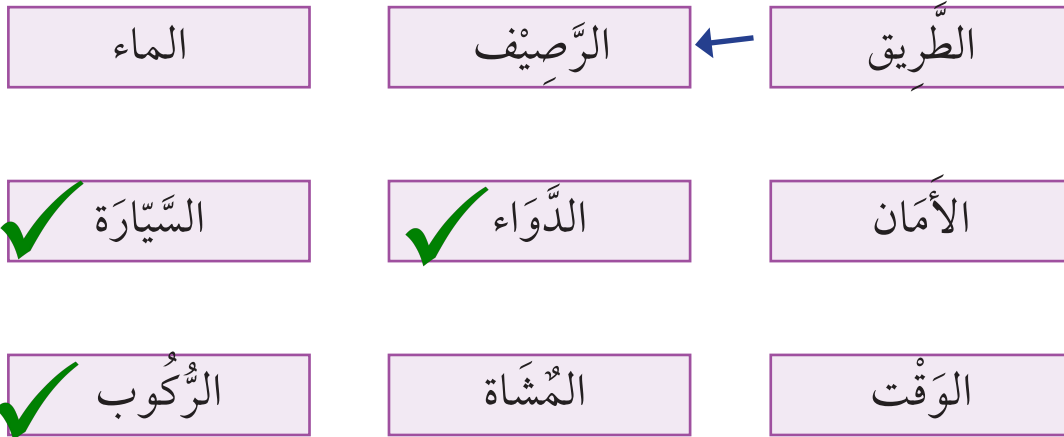 الطَّرِيق الرَّصِيْف الماء
الأَمَان الدَّوَاء السَّيّارَة
الوَقْت المٌشَاة الرُّكُوب